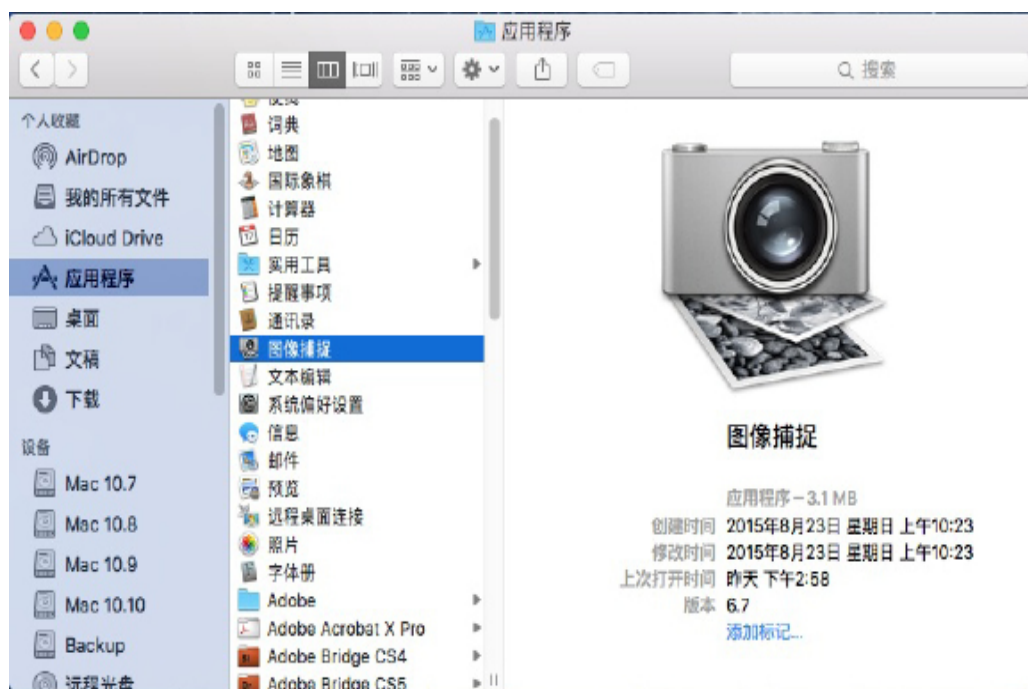 应用程序
搜索
个人收藏
AirDrop
我的所有文件
iCloud Drive
应用程序
桌面
文稿
下载
设备
Mac 10.7
Mac 10.8
Mac 10.9
Mac 10.10
Backup
远程光盘
词典
地图
国际象棋
计算器
日历
实用工具
提醒事项
通讯录
图像捕捉
文本编辑
系统偏好设置
信息
邮件
预览
远程桌面连接
照片
字体册
Adobe
Adobe Acrobat X Pro
Adobe Bridge CS4
Adobe Bridge CS5
图像捕捉
应用程序 – 3.1 MB
创建时间 2015年8月23日 星期日 上午10:23
修改时间 2015年8月23日 星期日 上午10:23
上次打开时间 昨天 下午2:58
版本 6.7
添加标记...